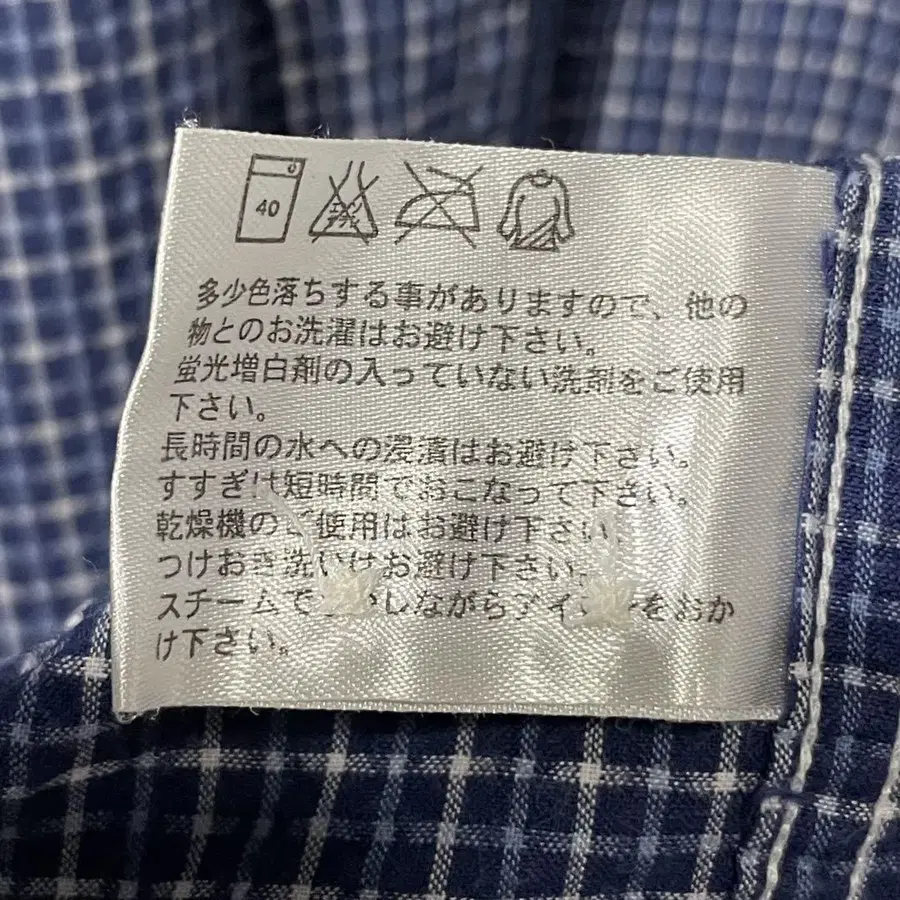 40
エンソ
サラシ
多少色落ちする事がありますので、他の
物とのお洗濯はお避け下さい。
蛍光増白剤の入っていない洗剤をご使用
下さい。
長時間の水への浸漬はお避け下さい。
すすぎは短時間でおこなって下さい。
乾燥機のご使用はお避け下さい。
つけおき洗いはお避け下さい。
スチームで しながらアイ をおか
け下さい。